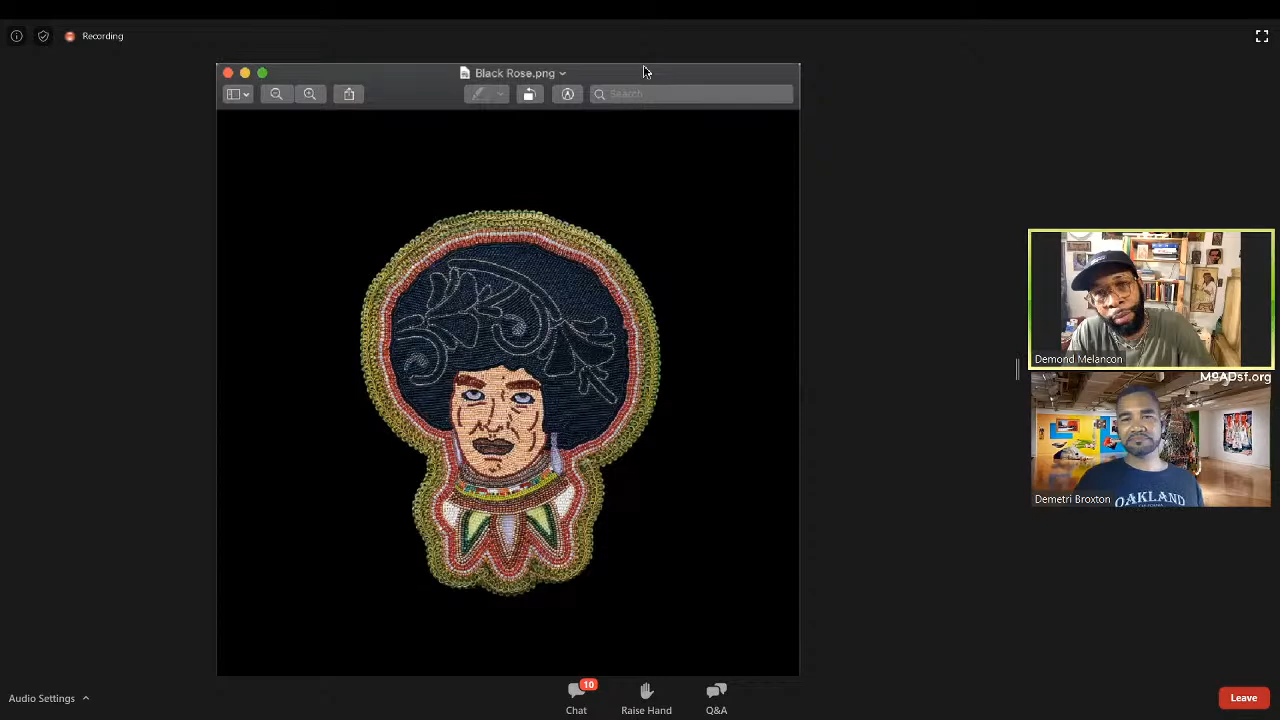 Recording
Black Rose.png
Search
Demond Melancon
MoADsf.org
OAKLAND
Demetri Broxton
Audio Settings
10
Chat
Raise Hand
Q&A
Leave